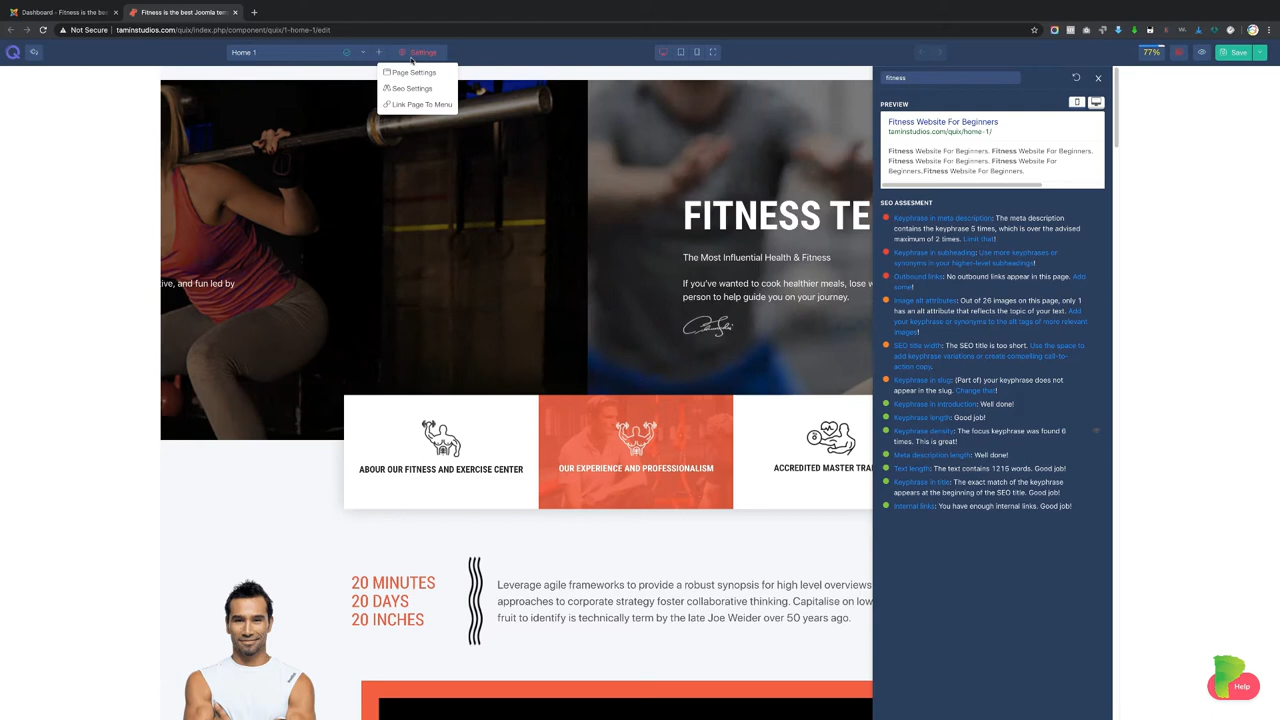 Dashboard - Fitness is the be
Fitness is the best Joomla tem
Not Secure
taminstudios.com/quix/index.php/component/quix/1-home-1/edit
Home 1
Settings
77%
Save
Page Settings
Seo Settings
Link Page To Menu
fitness
PREVIEW
Fitness Website For Beginners
taminstudios.com/quix/home-1/
Fitness Website For Beginners. Fitness Website For Beginners.
Fitness Website For Beginners. Fitness Website For
Beginners. Fitness Website For Beginners.
SEO ASSESMENT
Keyphrase in meta description: The meta description
contains the keyphrase 5 times, which is over the advised
maximum of 2 times. Limit that!
Keyphrase in subheading: Use more keyphrases or
synonyms in your higher-level subheadings!
Outbound links: No outbound links appear in this page. Add
some!
Image alt attributes: Out of 26 images on this page, only 1
has an alt attribute that reflects the topic of your text. Add
your keyphrase or synonyms to the alt tags of more relevant
images!
SEO title width: The SEO title is too short. Use the space to
add keyphrase variations or create compelling call-to-
action copy.
Keyphrase in slug: (Part of) your keyphrase does not
appear in the slug. Change that!
Keyphrase in introduction: Well done!
Keyphrase length: Good job!
Keyphrase density: The focus keyphrase was found 6
times. This is great!
Meta description length: Well done!
Text length: The text contains 1215 words. Good job!
Keyphrase in title: The exact match of the keyphrase
appears at the beginning of the SEO title. Good job!
Internal links: You have enough internal links. Good job!
ive, and fun led by
FITNESS TE
The Most Influential Health & Fitness
If you've wanted to cook healthier meals, lose w
person to help guide you on your journey.
ABOUR OUR FITNESS AND EXERCISE CENTER
OUR EXPERIENCE AND PROFESSIONALISM
ACCREDITED MASTER TRAI
20 MINUTES
20 DAYS
20 INCHES
Leverage agile frameworks to provide a robust synopsis for high level overviews
approaches to corporate strategy foster collaborative thinking. Capitalise on low
fruit to identify is technically term by the late Joe Weider over 50 years ago.
Help